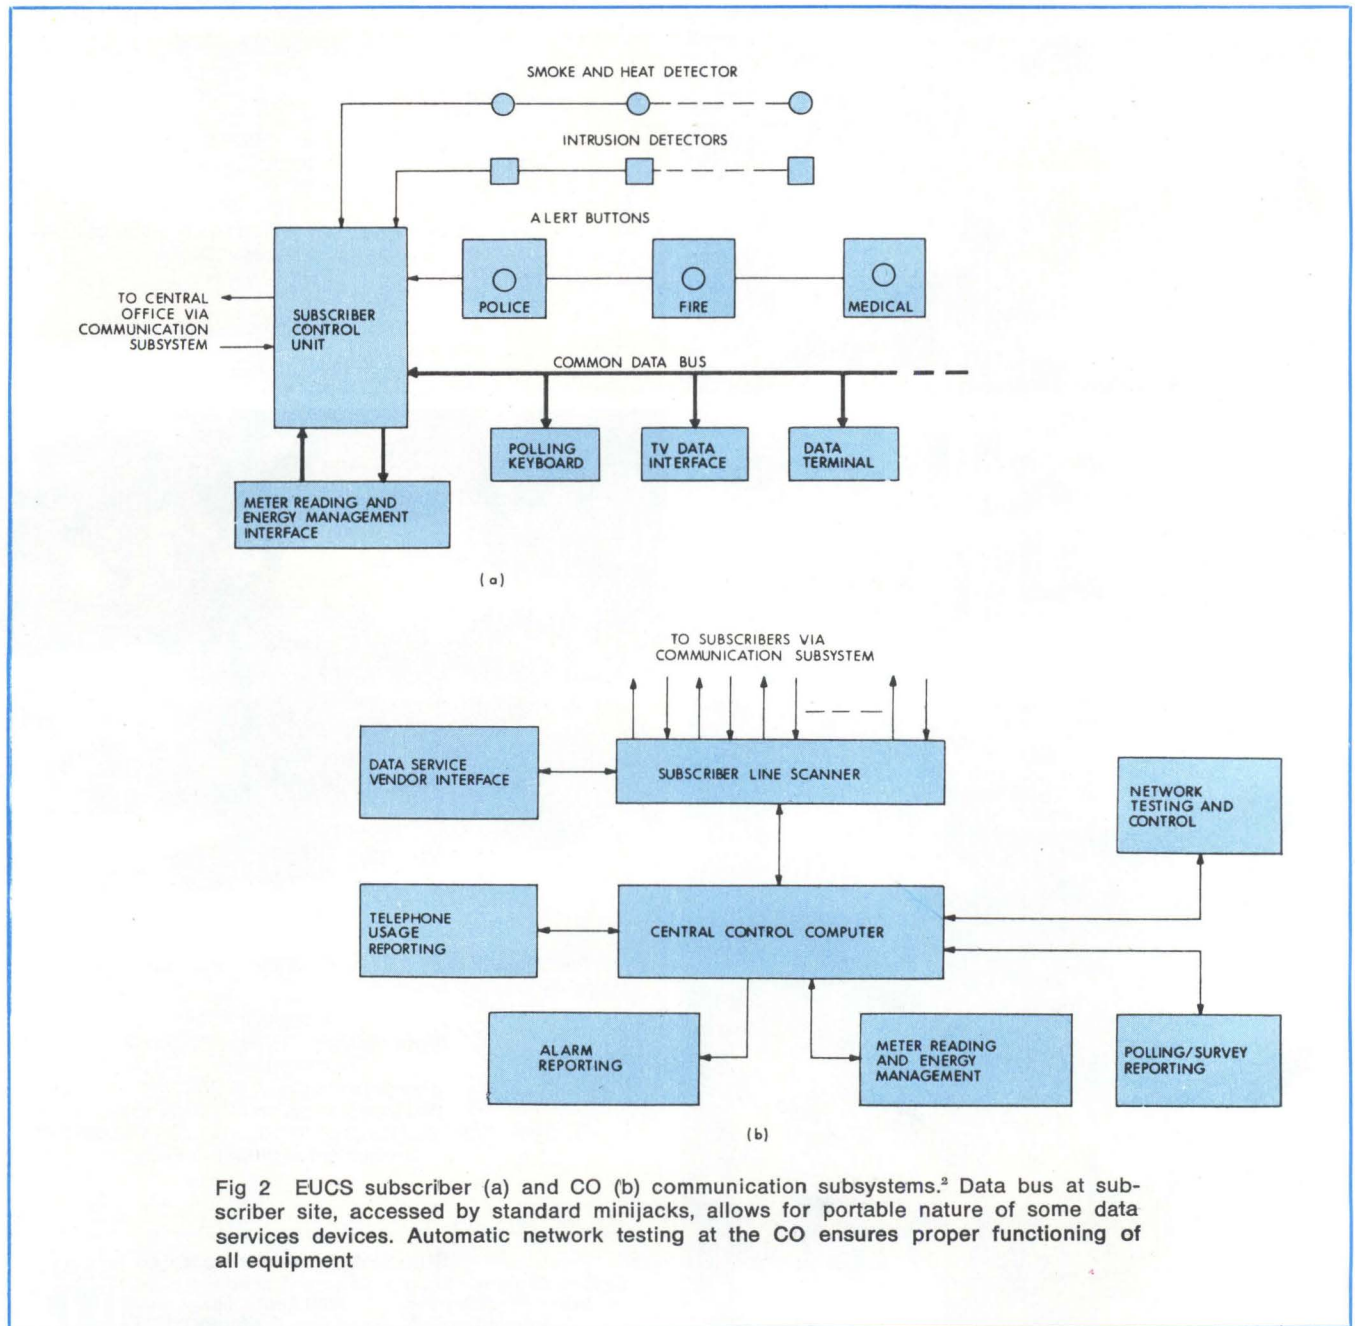 SMOKE AND HEAT DETECTOR
INTRUSION DETECTORS
ALERT BUTTONS
POLICE
FIRE
MEDICAL
TO CENTRAL
OFFICE VIA
COMMUNICATION
SUBSYSTEM
SUBSCRIBER
CONTROL
UNIT
COMMON DATA BUS
POLLING
KEYBOARD
TV DATA
INTERFACE
DATA
TERMINAL
METER READING AND
ENERGY MANAGEMENT
INTERFACE
(a)
TO SUBSCRIBERS VIA
COMMUNICATION SUBSYSTEM
DATA SERVICE
VENDOR INTERFACE
SUBSCRIBER LINE SCANNER
NETWORK
TESTING AND
CONTROL
TELEPHONE
USAGE
REPORTING
CENTRAL CONTROL COMPUTER
ALARM
REPORTING
METER READING
AND ENERGY
MANAGEMENT
POLLING/SURVEY
REPORTING
(b)
Fig 2 EUCS subscriber (a) and CO (b) communication subsystems.² Data bus at sub-
scriber site, accessed by standard minijacks, allows for portable nature of some data
services devices. Automatic network testing at the CO ensures proper functioning of
all equipment